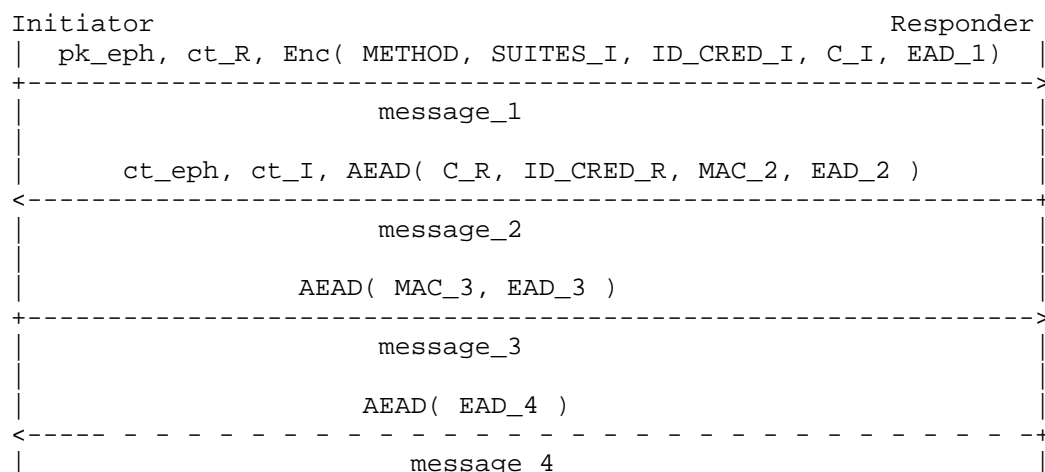 Initiator Responder
| pk_eph, ct_R, Enc( METHOD, SUITES_I, ID_CRED_I, C_I, EAD_1) |
+--------------------------------------------------------------->
| message_1 |
| |
| ct_eph, ct_I, AEAD( C_R, ID_CRED_R, MAC_2, EAD_2 ) |
<---------------------------------------------------------------+
| message_2 |
| |
| AEAD( MAC_3, EAD_3 ) |
+--------------------------------------------------------------->
| message_3 |
| |
| AEAD( EAD_4 ) |
<----- - - - - - - - - - - - - - - - - - - - - - - - - - - - - -+
| message_4 |